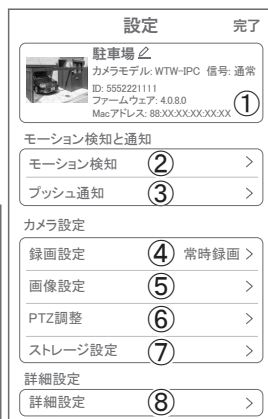 設定 完了
駐車場
カメラモデル: WTW-IPC 信号: 通常
ID: 5552221111
ファームウェア: 4.0.8.0
Macアドレス: 88:XX:XX:XX:XX:XX ①
モーション検知と通知
モーション検知 ② >
プッシュ通知 ③ >
カメラ設定
録画設定 ④ 常時録画 >
画像設定 ⑤ >
PTZ調整 ⑥ >
ストレージ設定 ⑦ >
詳細設定
詳細設定 ⑧ >